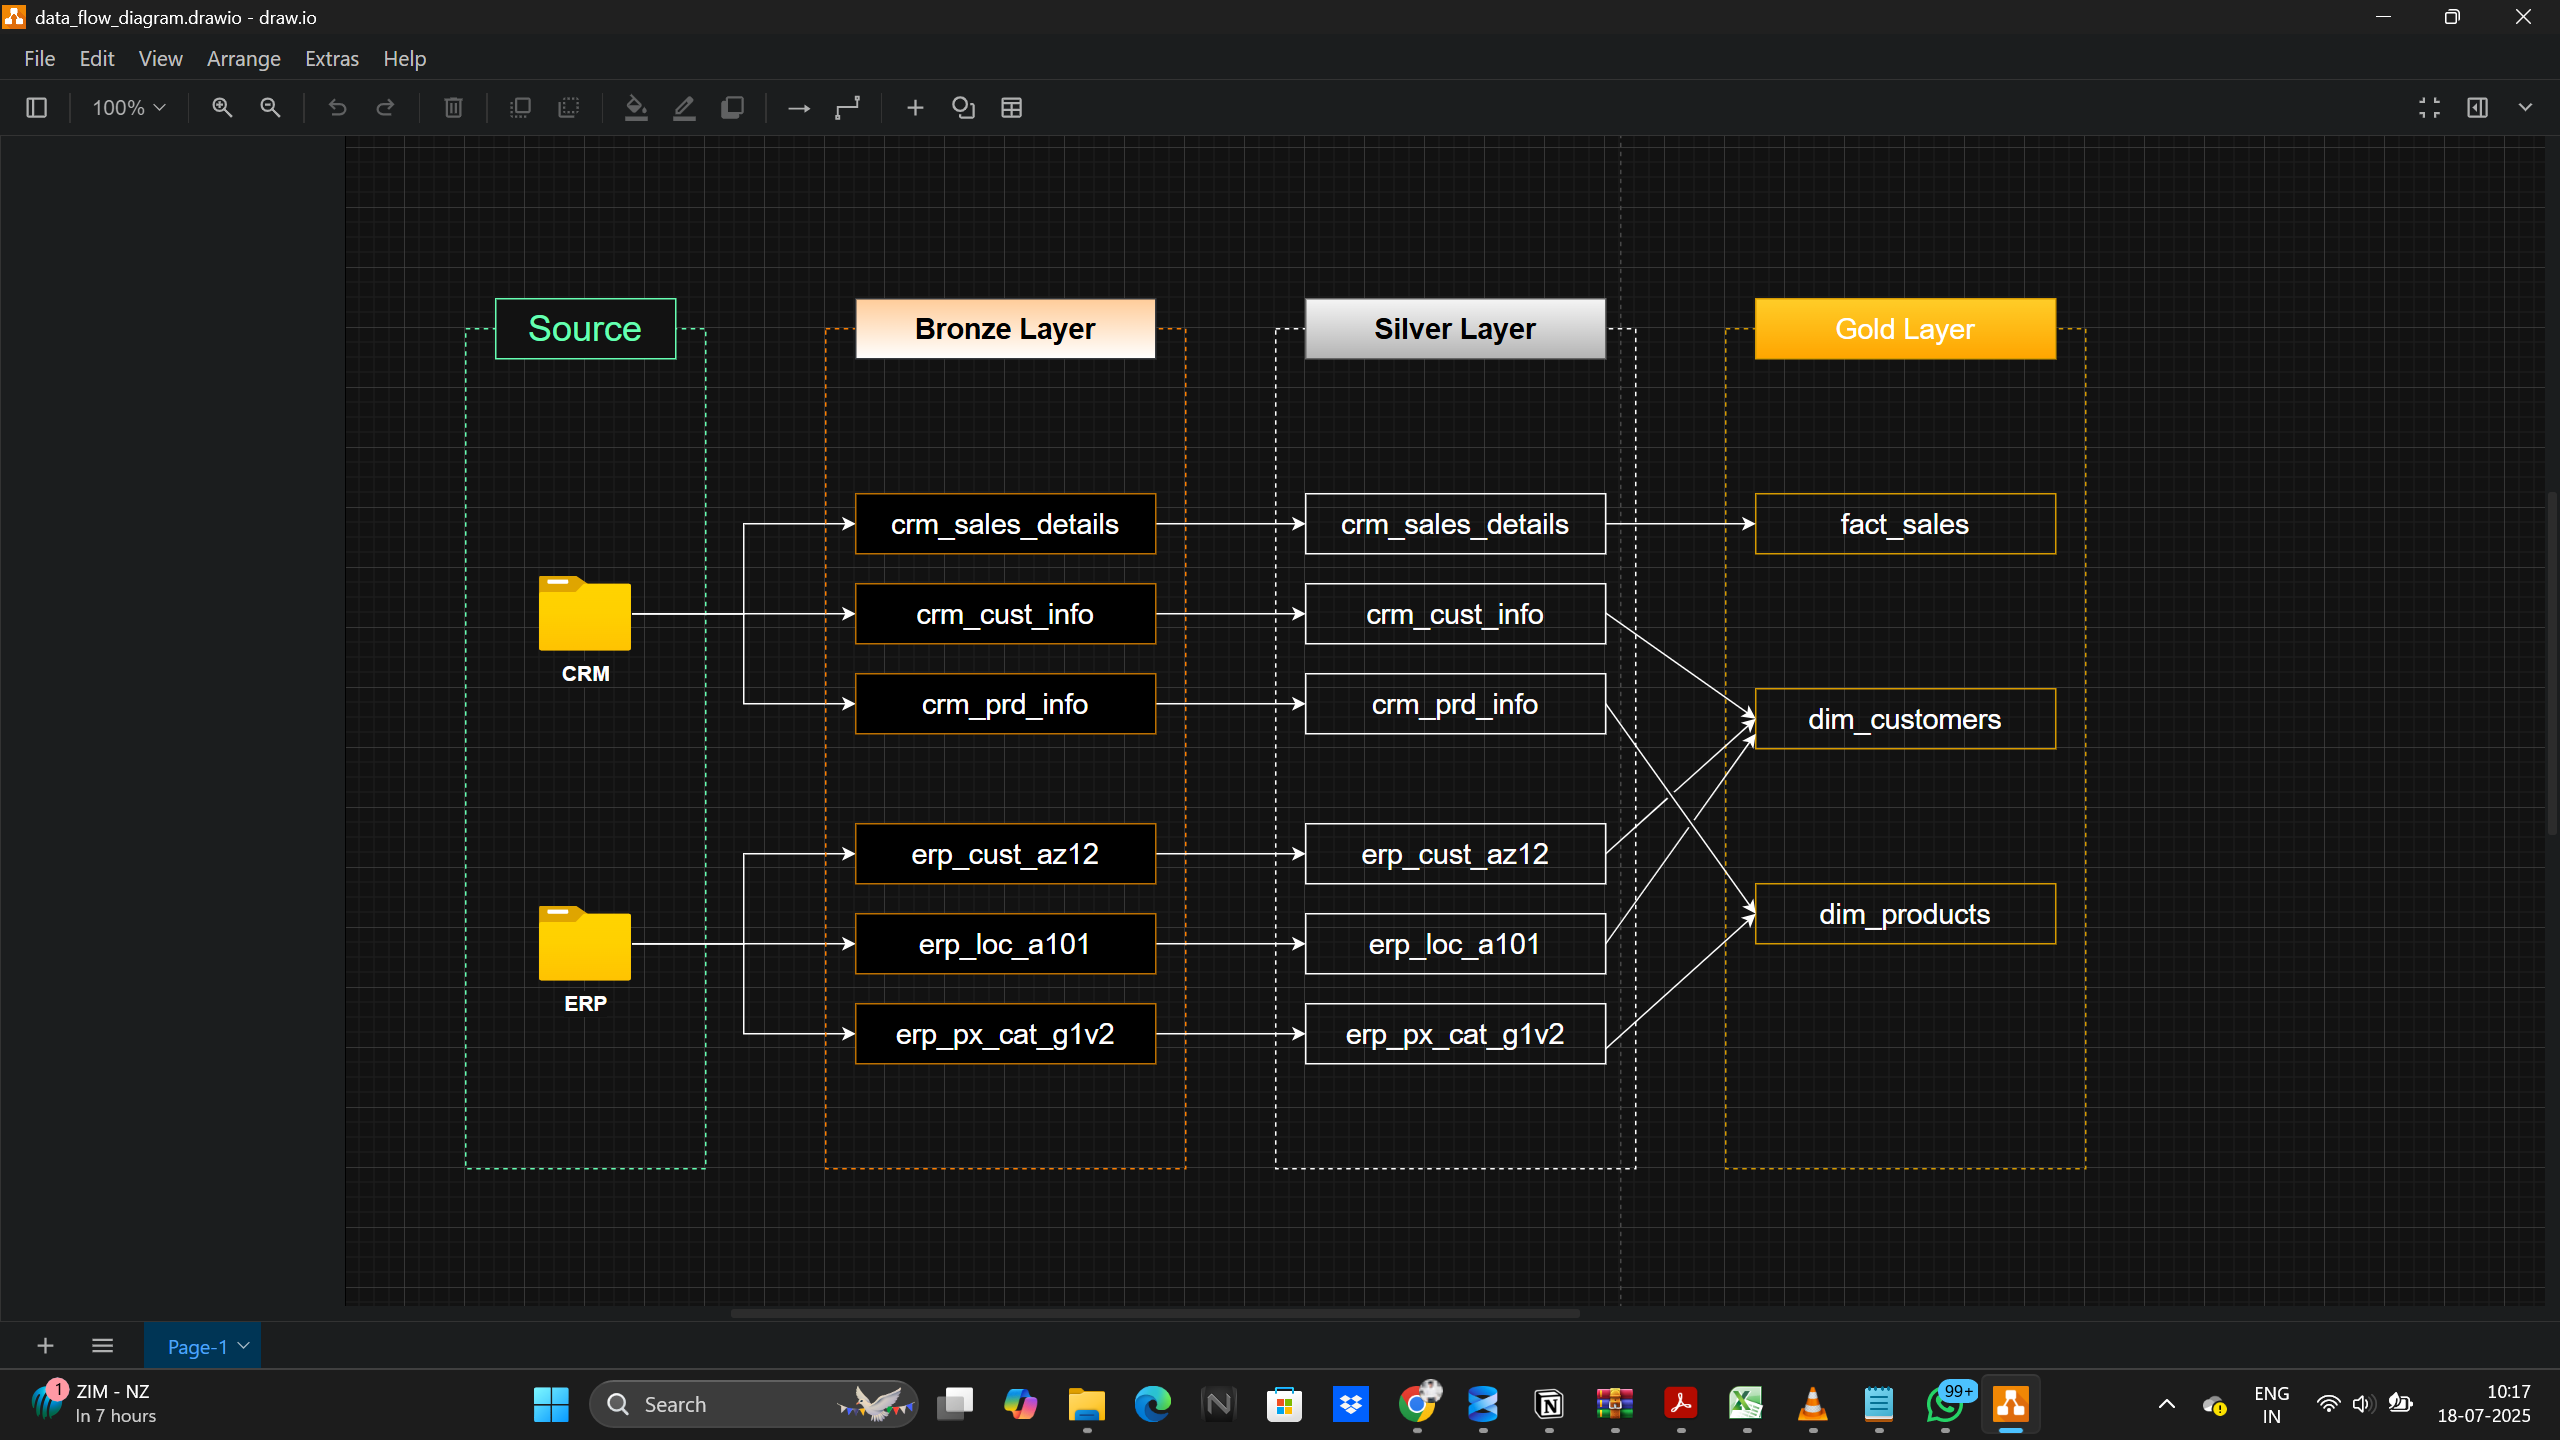 data_flow_diagram.drawio - draw.io
File Edit View Arrange Extras Help
100%
Source
Bronze Layer
Silver Layer
Gold Layer
crm_sales_details
crm_sales_details
fact_sales
crm_cust_info
crm_cust_info
CRM
crm_prd_info
crm_prd_info
dim_customers
erp_cust_az12
erp_cust_az12
dim_products
erp_loc_a101
erp_loc_a101
ERP
erp_px_cat_g1v2
erp_px_cat_g1v2
Page-1
1
ZIM - NZ
In 7 hours
Search
99+
ENG
IN
10:17
18-07-2025